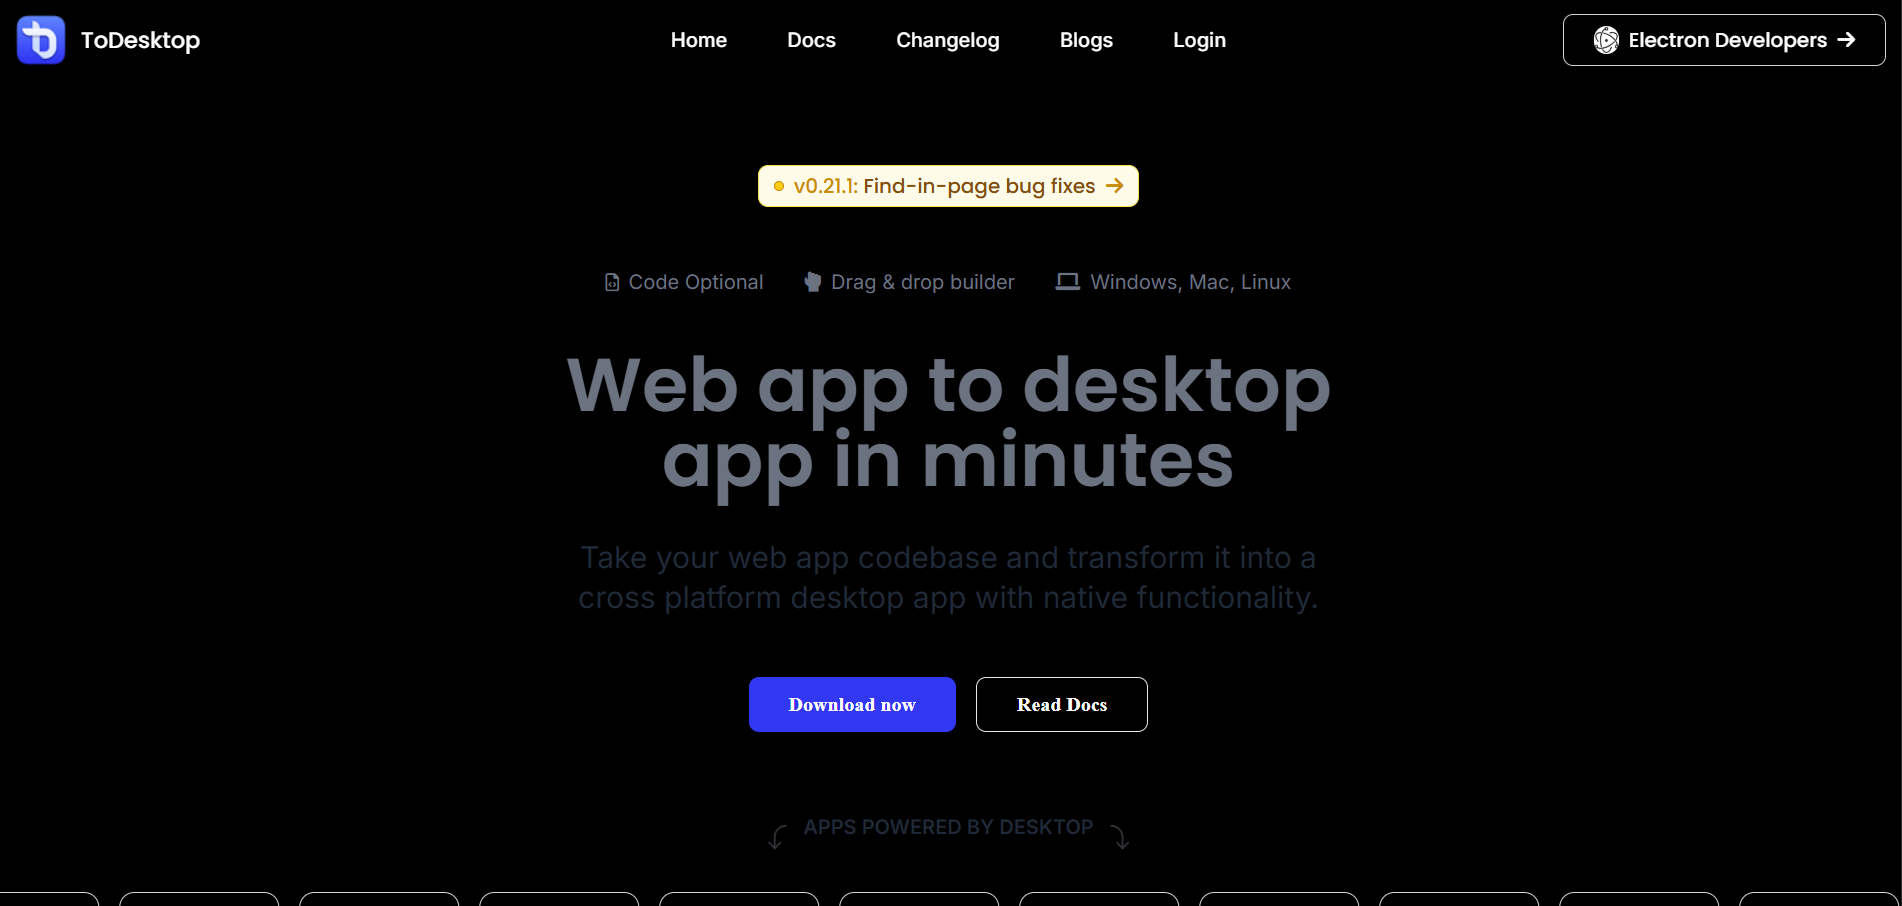 ToDesktop
Home
Docs
Changelog
Blogs
Login
Electron Developers
v0.21.1: Find-in-page bug fixes
Code Optional
Drag & drop builder
Windows, Mac, Linux
Web app to desktop
app in minutes
Take your web app codebase and transform it into a
cross platform desktop app with native functionality.
Download now
Read Docs
APPS POWERED BY DESKTOP